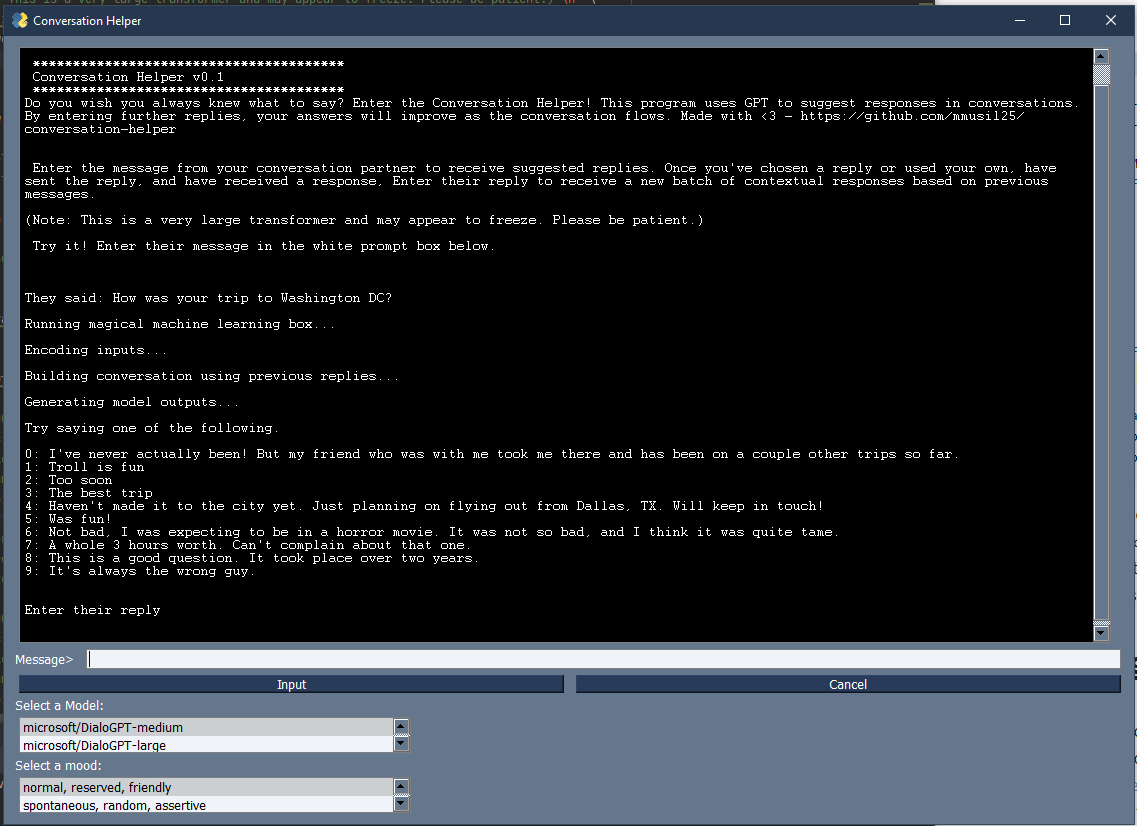 This is a very large transformer and may appear to freeze. Please be patient.) \n
Conversation Helper
***************************************
Conversation Helper v0.1
***************************************
Do you wish you always knew what to say? Enter the Conversation Helper! This program uses GPT to suggest responses in conversations.
By entering further replies, your answers will improve as the conversation flows. Made with <3 - https://github.com/mmusil25/
conversation-helper
Enter the message from your conversation partner to receive suggested replies. Once you've chosen a reply or used your own, have
sent the reply, and have received a response, Enter their reply to receive a new batch of contextual responses based on previous
messages.
(Note: This is a very large transformer and may appear to freeze. Please be patient.)
Try it! Enter their message in the white prompt box below.
They said: How was your trip to Washington DC?
Running magical machine learning box...
Encoding inputs...
Building conversation using previous replies...
Generating model outputs...
Try saying one of the following.
0: I've never actually been! But my friend who was with me took me there and has been on a couple other trips so far.
1: Troll is fun
2: Too soon
3: The best trip
4: Haven't made it to the city yet. Just planning on flying out from Dallas, TX. Will keep in touch!
5: Was fun!
6: Not bad, I was expecting to be in a horror movie. It was not so bad, and I think it was quite tame.
7: A whole 3 hours worth. Can't complain about that one.
8: This is a good question. It took place over two years.
9: It's always the wrong guy.
Enter their reply
Message>
Input Cancel
Select a Model:
microsoft/DialoGPT-medium
microsoft/DialoGPT-large
Select a mood:
normal, reserved, friendly
spontaneous, random, assertive